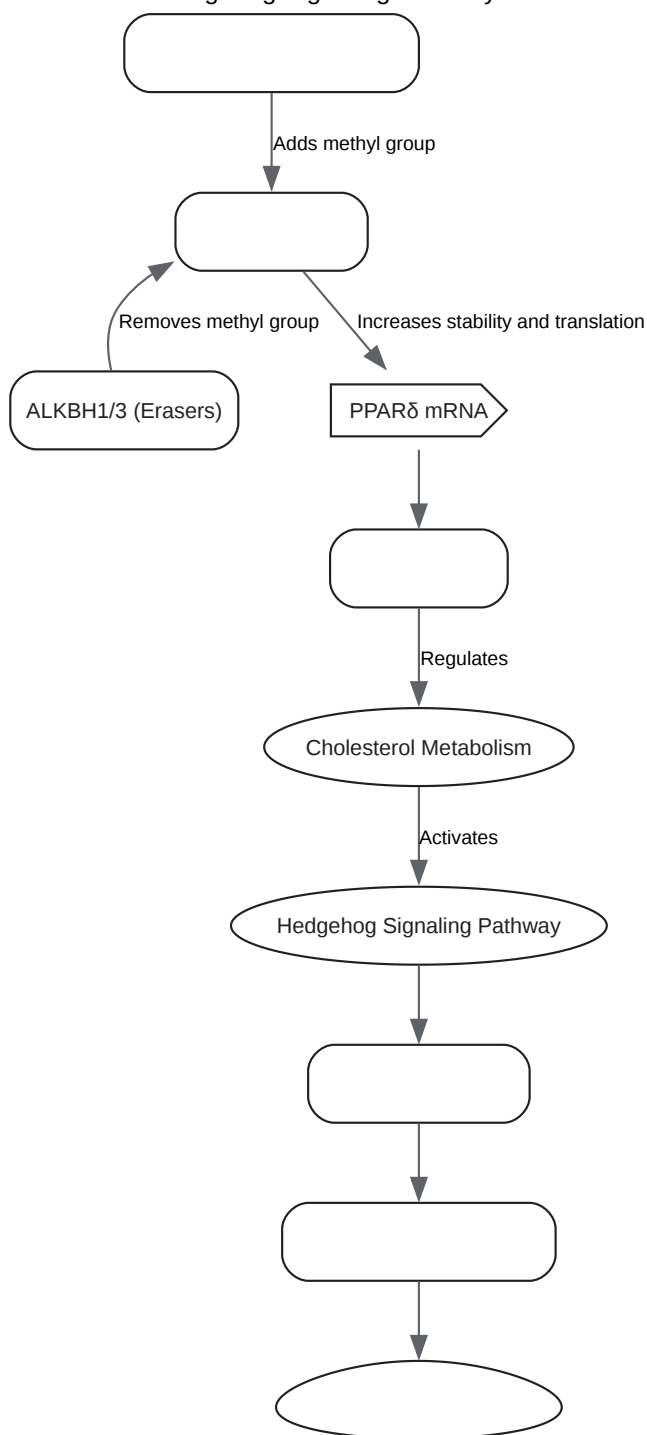 Adds methyl group
Removes methyl group
Increases stability and translation
ALKBH1/3 (Erasers)
PPARδ mRNA
Regulates
Cholesterol Metabolism
Activates
Hedgehog Signaling Pathway